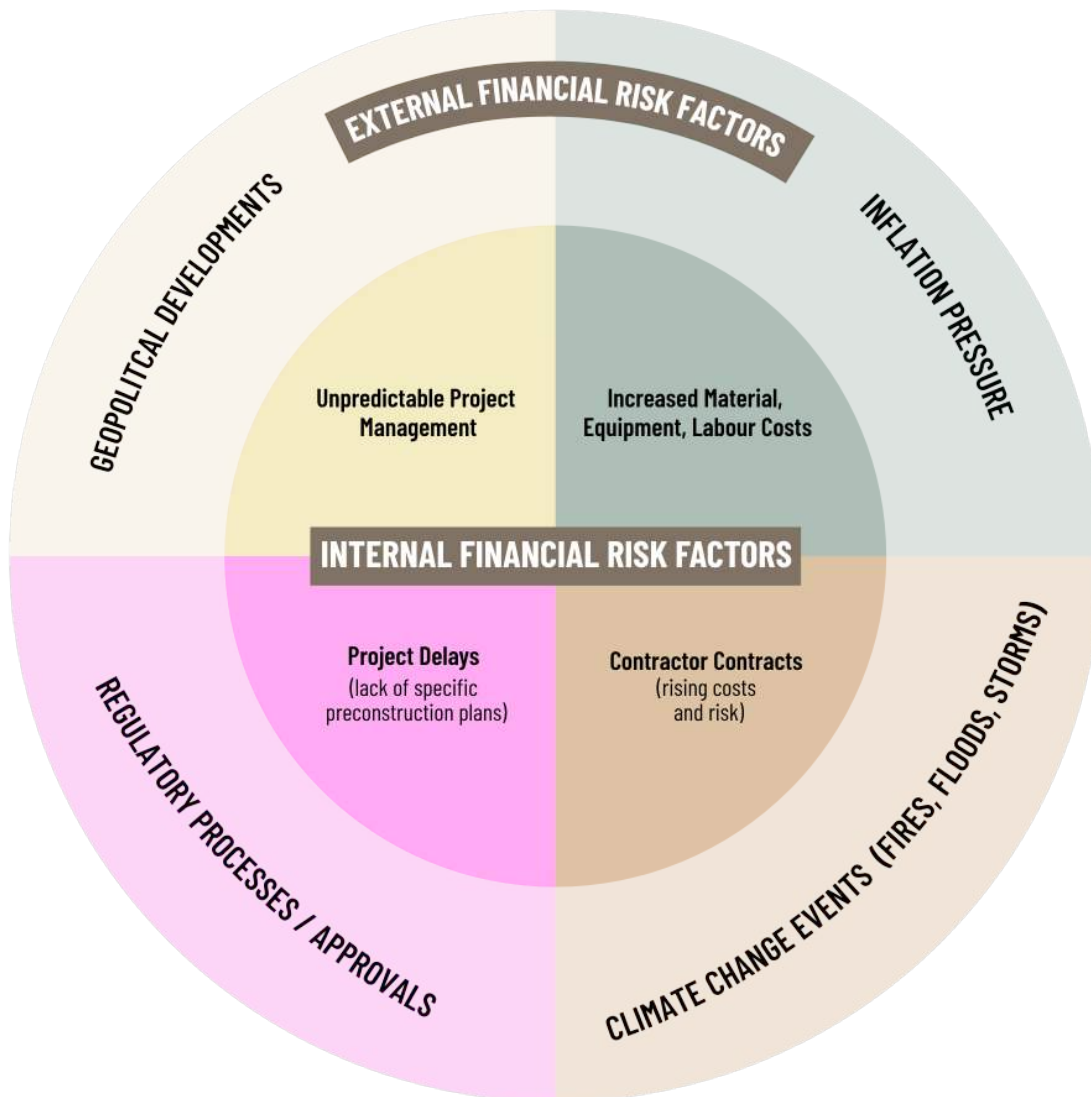 EXTERNAL FINANCIAL RISK FACTORS
GEOPOLITCAL DEVELOPMENTS
INFLATION PRESSURE
Unpredictable Project
Management
Increased Material,
Equipment, Labour Costs
INTERNAL FINANCIAL RISK FACTORS
Project Delays
(lack of specific
preconstruction plans)
Contractor Contracts
(rising costs
and risk)
REGULATORY PROCESSES / APPROVALS
CLIMATE CHANGE EVENTS (FIRES, FLOODS, STORMS)